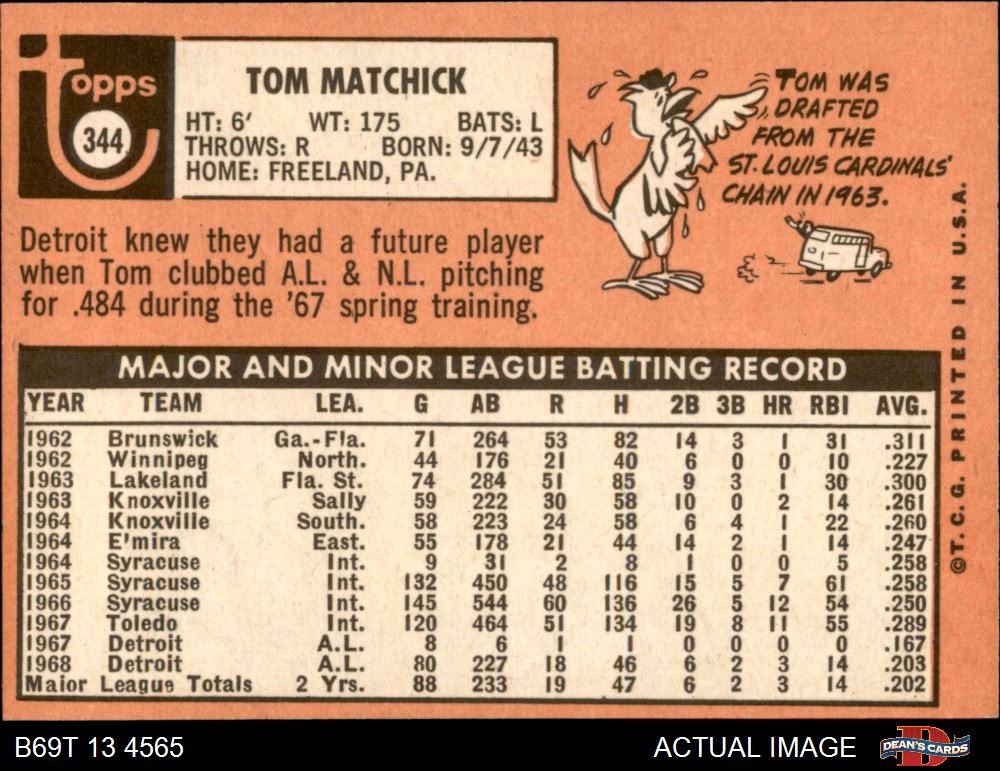 Topps
344
TOM MATCHICK
HT: 6' WT: 175 BATS: L
THROWS: R BORN: 9/7/43
HOME: FREELAND, PA.
TOM WAS
DRAFTED
FROM THE
ST. LOUIS CARDINALS'
CHAIN IN 1963.
Detroit knew they had a future player
when Tom clubbed A.L. & N.L. pitching
for .484 during the '67 spring training.
MAJOR AND MINOR LEAGUE BATTING RECORD
YEAR TEAM LEA. G AB R H 2B 3B HR RBI AVG.
1962 Brunswick Ga.-Fla. 71 264 53 82 14 3 1 31 .311
1962 Winnipeg North. 44 176 21 40 6 0 0 10 .227
1963 Lakeland Fla. St. 74 284 51 85 9 3 1 30 .300
1963 Knoxville Sally 59 222 30 58 10 0 2 14 .261
1964 Knoxville South. 58 223 24 58 6 4 1 22 .260
1964 E'mira East. 55 178 21 44 14 2 1 14 .247
1964 Syracuse Int. 9 31 2 8 1 0 0 5 .258
1965 Syracuse Int. 132 450 48 116 15 5 7 61 .258
1966 Syracuse Int. 145 544 60 136 26 5 12 54 .250
1967 Toledo Int. 120 464 51 134 19 8 11 55 .289
1967 Detroit A.L. 8 6 1 1 0 0 0 0 .167
1968 Detroit A.L. 80 227 18 46 6 2 3 14 .203
Major League Totals 2 Yrs. 88 233 19 47 6 2 3 14 .202
©T. C. G. PRINTED IN U.S.A.
B69T 13 4565
ACTUAL IMAGE
DEAN'S CARDS